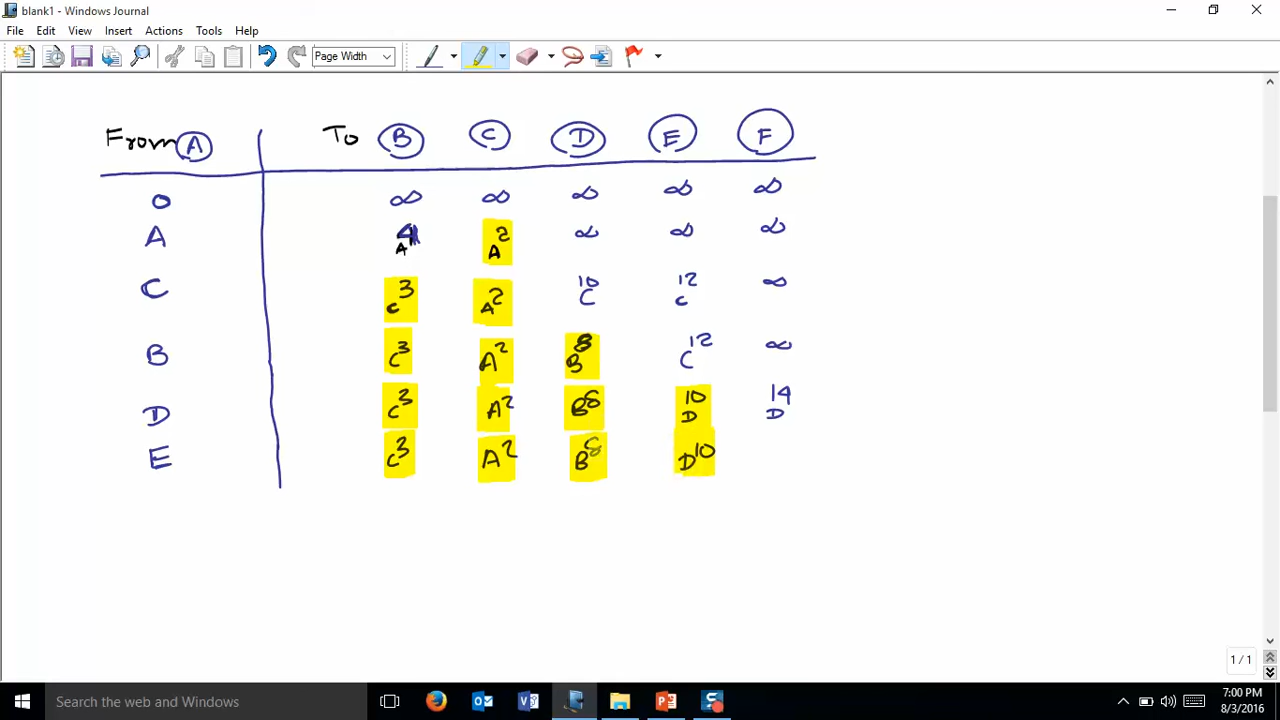 blank1 - Windows Journal
File Edit View Insert Actions Tools Help
Page Width
From A To B C D E F
0 ∞ ∞ ∞ ∞ ∞
A 4 A 2 A ∞ ∞ ∞
C 3 C 2 A 10 C 12 C ∞
B C 3 A 2 B 8 C 12 ∞
D C 3 A 2 B 8 10 D 14 D
E C 3 A 2 B 8 D 10
1 / 1
Search the web and Windows
7:00 PM
8/3/2016